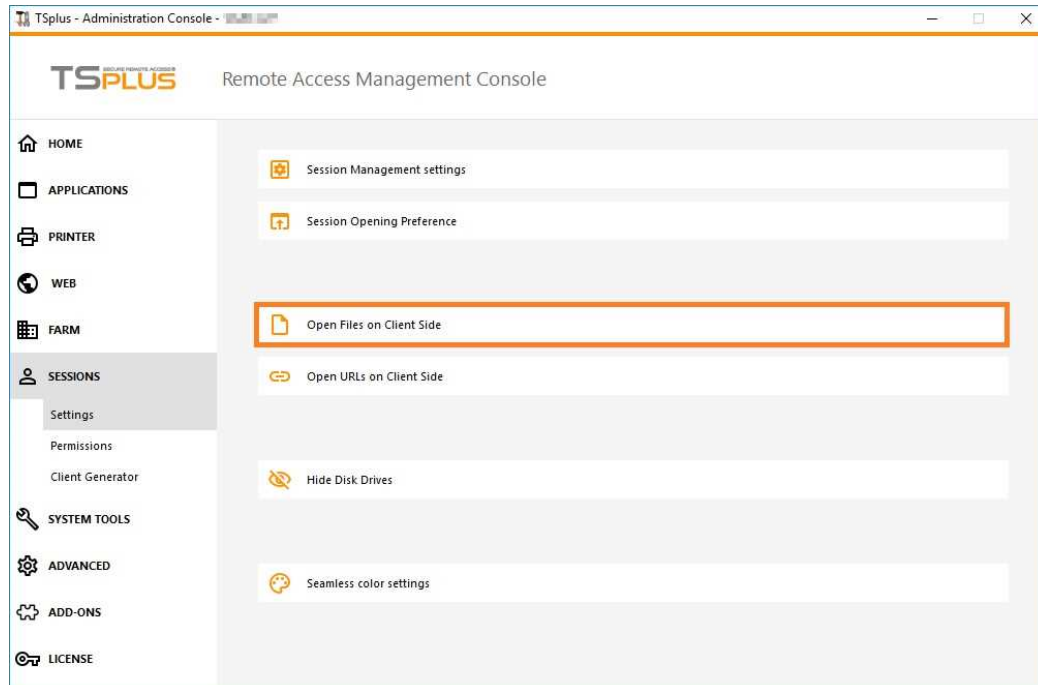 TSplus - Administration Console -
TSPLUS
SECURE REMOTE ACCESS
Remote Access Management Console
HOME
APPLICATIONS
PRINTER
WEB
FARM
SESSIONS
Settings
Permissions
Client Generator
SYSTEM TOOLS
ADVANCED
ADD-ONS
LICENSE
Session Management settings
Session Opening Preference
Open Files on Client Side
Open URLs on Client Side
Hide Disk Drives
Seamless color settings